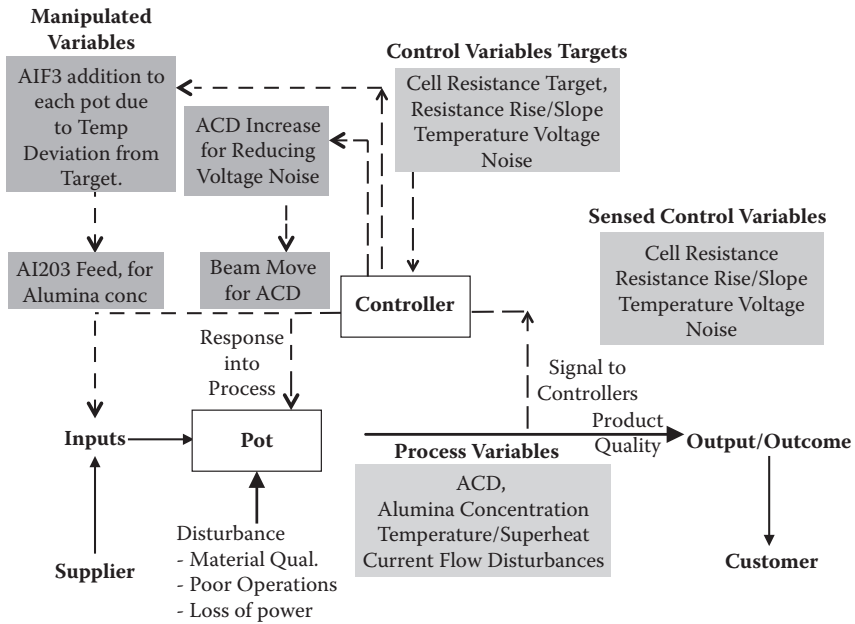 Manipulated
Variables
AIF3 addition to
each pot due
to Temp
Deviation from
Target.
ACD Increase
for Reducing
Voltage Noise
Control Variables Targets
Cell Resistance Target,
Resistance Rise/Slope
Temperature Voltage
Noise
Sensed Control Variables
Cell Resistance
Resistance Rise/Slope
Temperature Voltage
Noise
AI203 Feed, for
Alumina conc
Beam Move
for ACD
Controller
Response
into
Process
Signal to
Controllers
Inputs
Pot
Product
Quality
Output/Outcome
Process Variables
ACD,
Alumina Concentration
Temperature/Superheat
Current Flow Disturbances
Disturbance
- Material Qual.
- Poor Operations
- Loss of power
Supplier
Customer